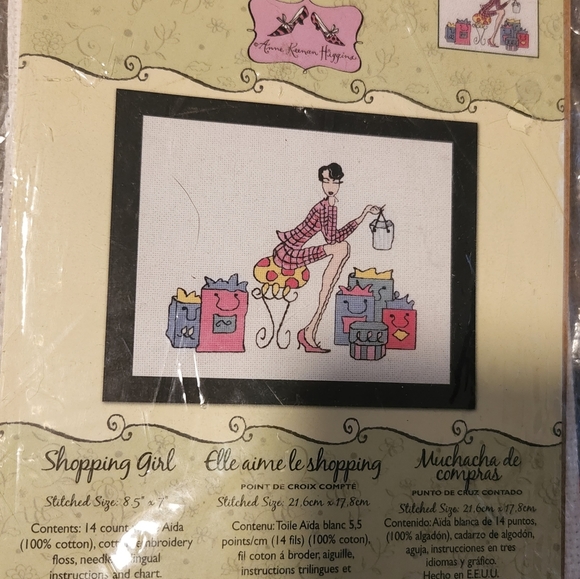 ©Anne Keenan Higgins
Shopping Girl
Stitched Size: 8.5" x 7"
Contents: 14 count Aida
(100% cotton), cotton embroidery
floss, needle, lingual
instructions and chart.
Elle aime le shopping
POINT DE CROIX COMPTÉ
Stitched Size: 21.6cm x 17.8cm
Contenu: Toile Aida blanc 5,5
points/cm (14 fils) (100% cotton),
fil coton á broder, aiguille,
instructions trilingues et
Muchacha de
compras
PUNTO DE CRUZ CONTADO
Stitched Size: 21.6cm x 17.8cm
Contenido: Aida blanca de 14 puntos,
(100% algodón), cadarzo de algodón,
aguja, instrucciones en tres
idiomas y gráfico.
Hecho en E.E.U.U.